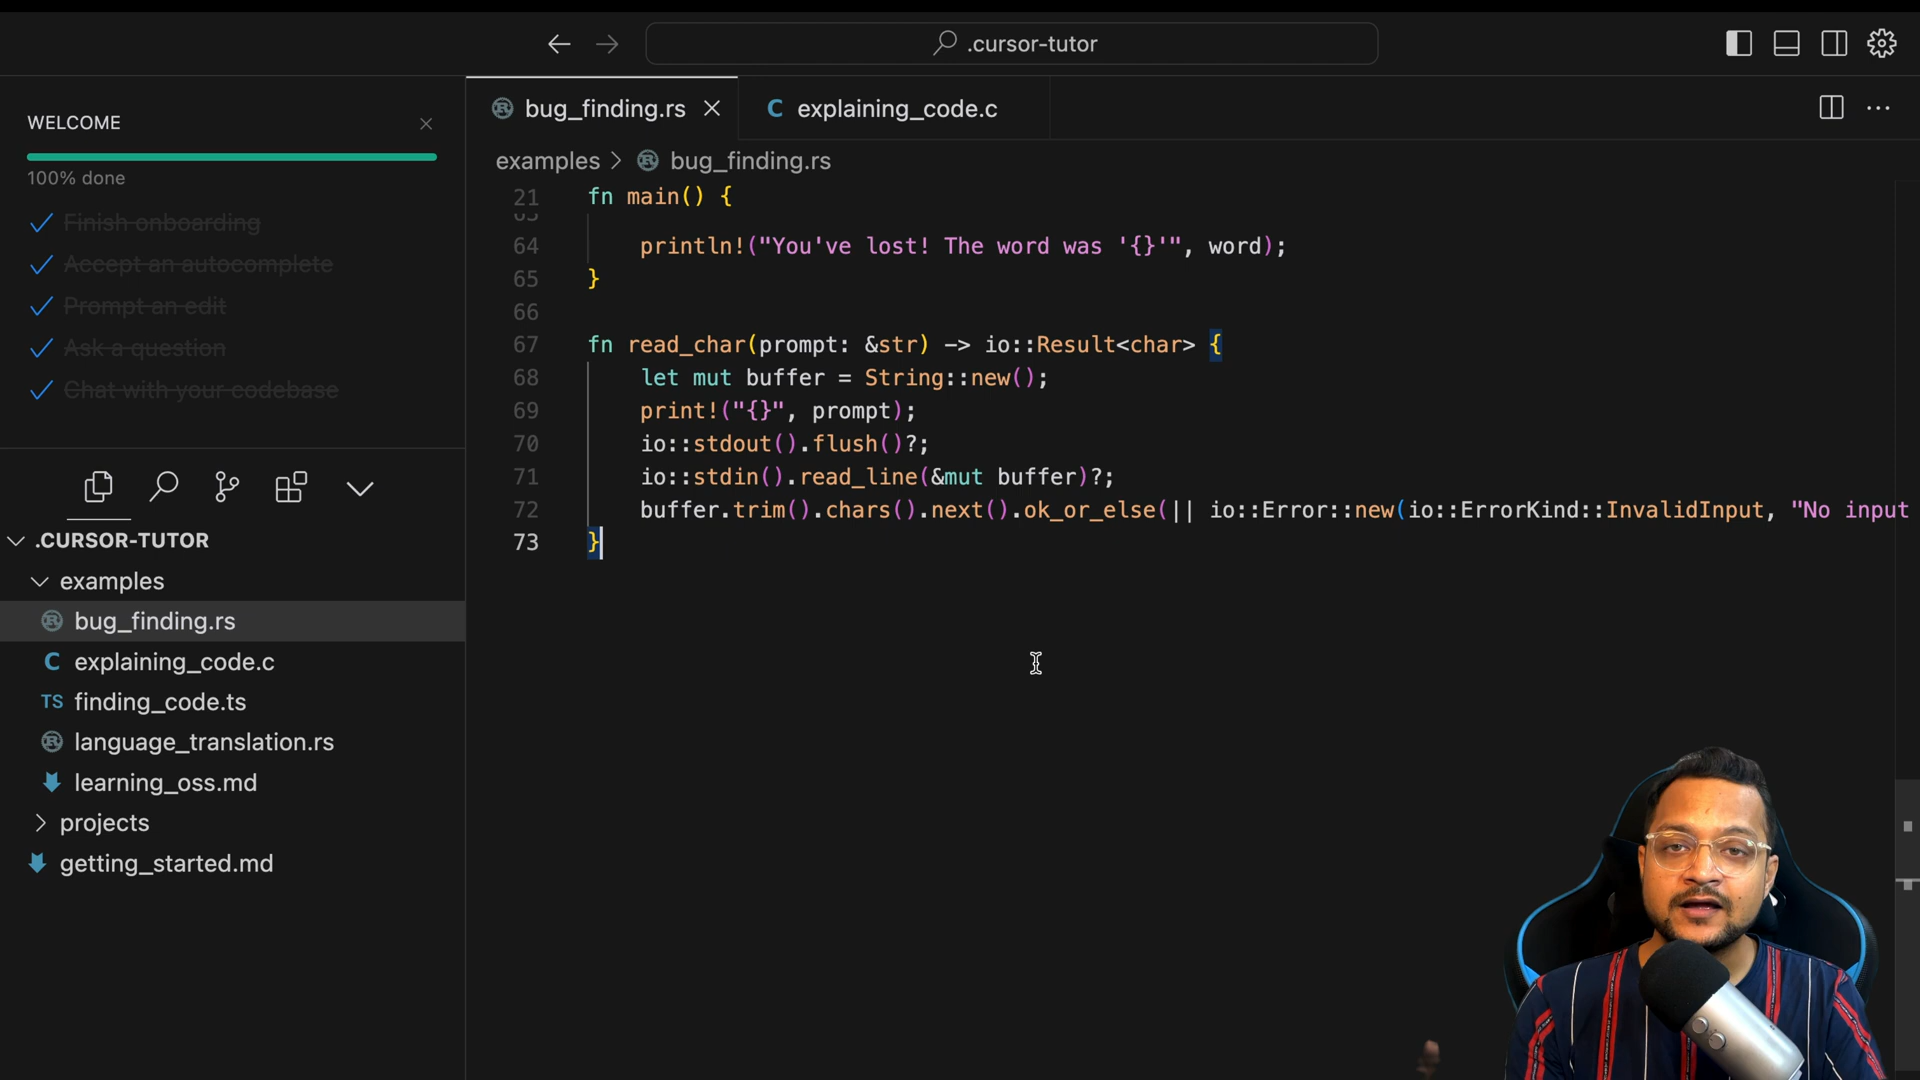 .cursor-tutor
WELCOME
100% done
Finish onboarding
Accept an autocomplete
Prompt an edit
Ask a question
Chat with your codebase
.CURSOR-TUTOR
examples
bug_finding.rs
C explaining_code.c
TS finding_code.ts
language_translation.rs
learning_oss.md
projects
getting_started.md
bug_finding.rs
C explaining_code.c
examples > bug_finding.rs
21 fn main() {
63
64 println!("You've lost! The word was '{}'", word);
65 }
66
67 fn read_char(prompt: &str) -> io::Result<char> {
68 let mut buffer = String::new();
69 print!("{}", prompt);
70 io::stdout().flush()?;
71 io::stdin().read_line(&mut buffer)?;
72 buffer.trim().chars().next().ok_or_else(|| io::Error::new(io::ErrorKind::InvalidInput, "No input
73 }